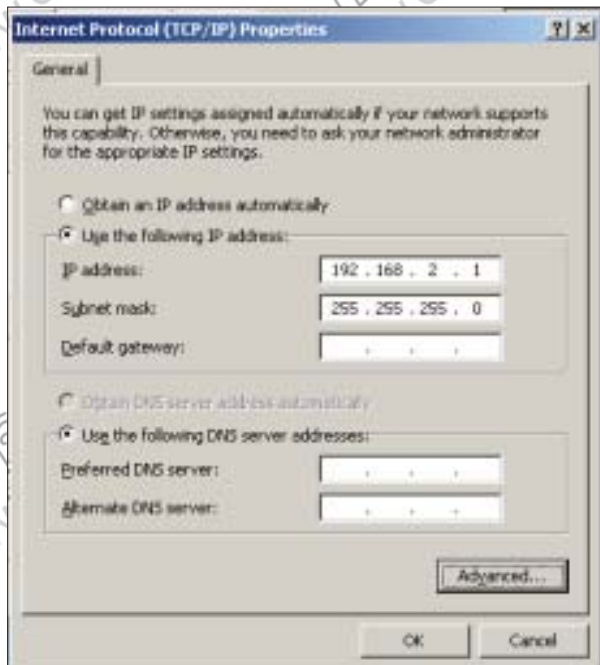 Internet Protocol (TCP/IP) Properties
General
You can get IP settings assigned automatically if your network supports
this capability. Otherwise, you need to ask your network administrator
for the appropriate IP settings.
Obtain an IP address automatically
Use the following IP address:
IP address: 192 . 168 . 2 . 1
Subnet mask: 255 . 255 . 255 . 0
Default gateway: . . .
Obtain DNS server address automatically
Use the following DNS server addresses:
Preferred DNS server: . . .
Alternate DNS server: . . .
Advanced...
OK Cancel